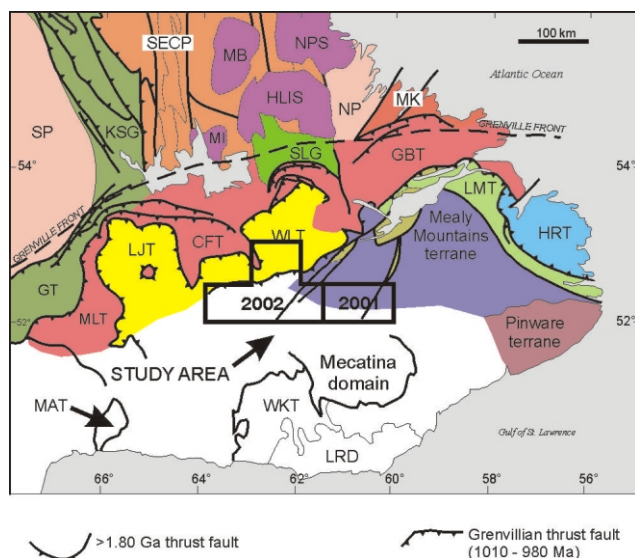 SECP
MB
NPS
100 km
Atlantic Ocean
HLIS
NP
MK
SP
KSG
MI
GRENVILLE FRONT
54°
SLG
GBT
54°
GRENVILLE FRONT
LMT
WLT
Mealy
Mountains
terrane
HRT
LJT
CFT
GT
MLT
52°
2002
2001
52°
Pinware
terrane
STUDY AREA
Mecatina
domain
MAT
WKT
LRD
Gulf of St. Lawrence
66°
64°
62°
60°
58°
56°
>1.80 Ga thrust fault
Grenvillian thrust fault
(1010 - 980 Ma)